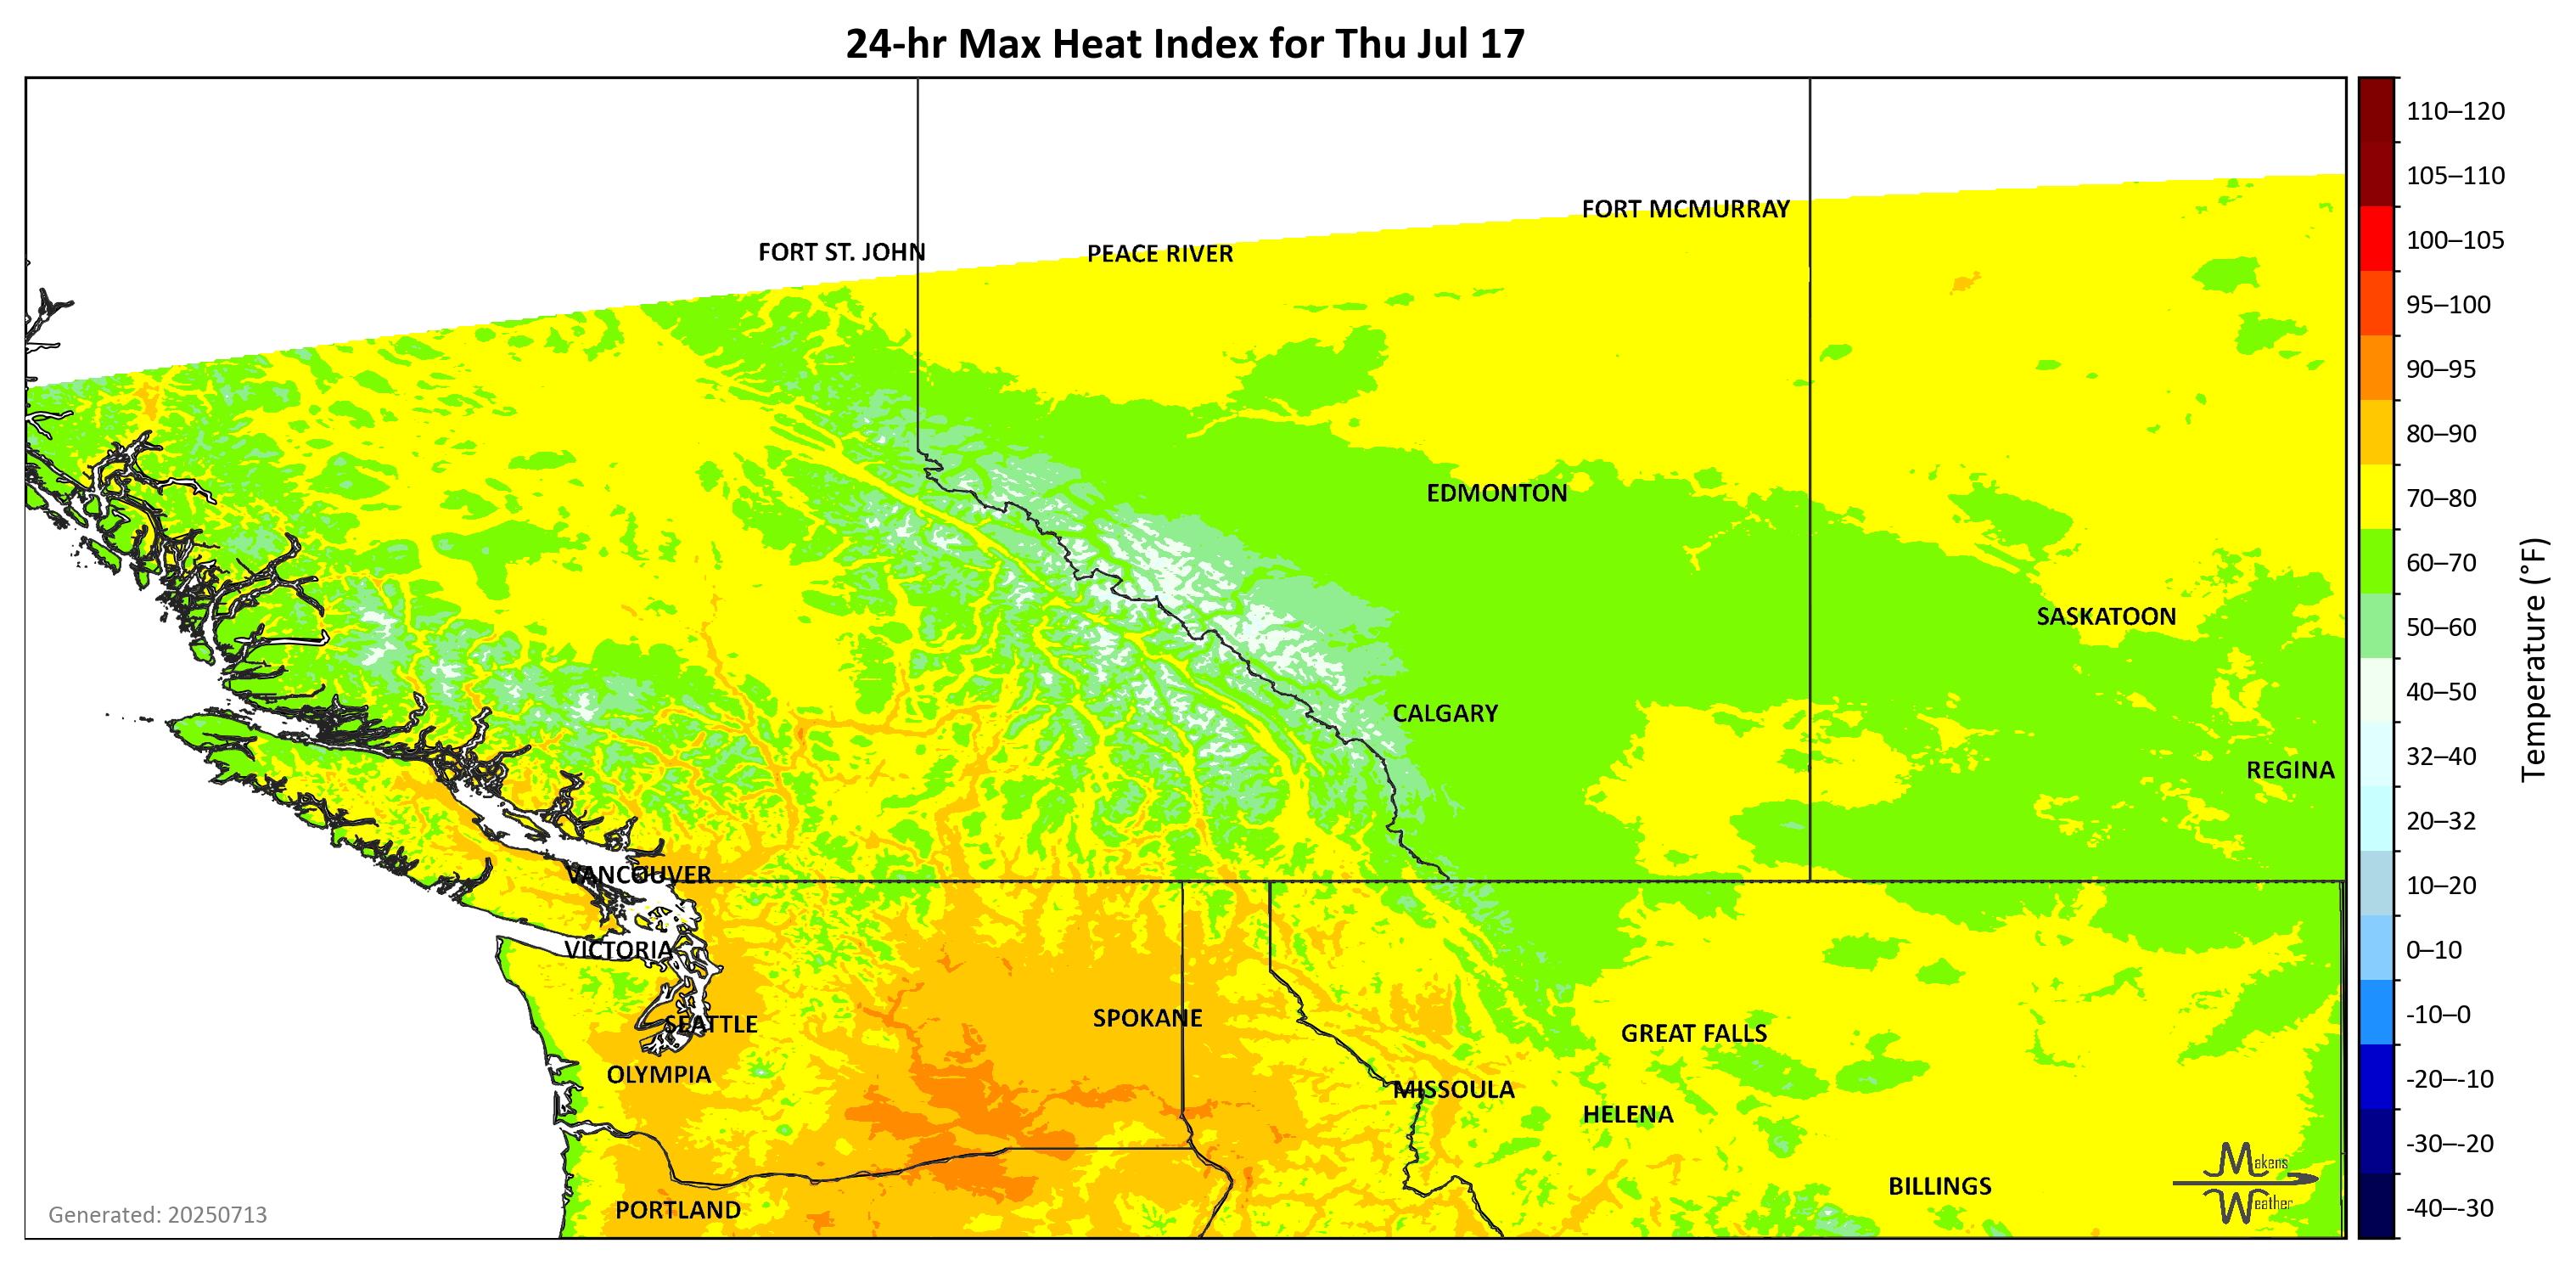 24-hr Max Heat Index for Thu Jul 17
FORT MCMURRAY
FORT ST. JOHN
PEACE RIVER
EDMONTON
SASKATOON
CALGARY
REGINA
VANCOUVER
VICTORIA
SPOKANE
SEATTLE
GREAT FALLS
OLYMPIA
MISSOULA
HELENA
BILLINGS
PORTLAND
Makens
Weather
Generated: 20250713
110–120
105–110
100–105
95–100
90–95
80–90
70–80
60–70
50–60
40–50
32–40
20–32
10–20
0–10
-10–0
-20–-10
-30–-20
-40–-30
Temperature (°F)